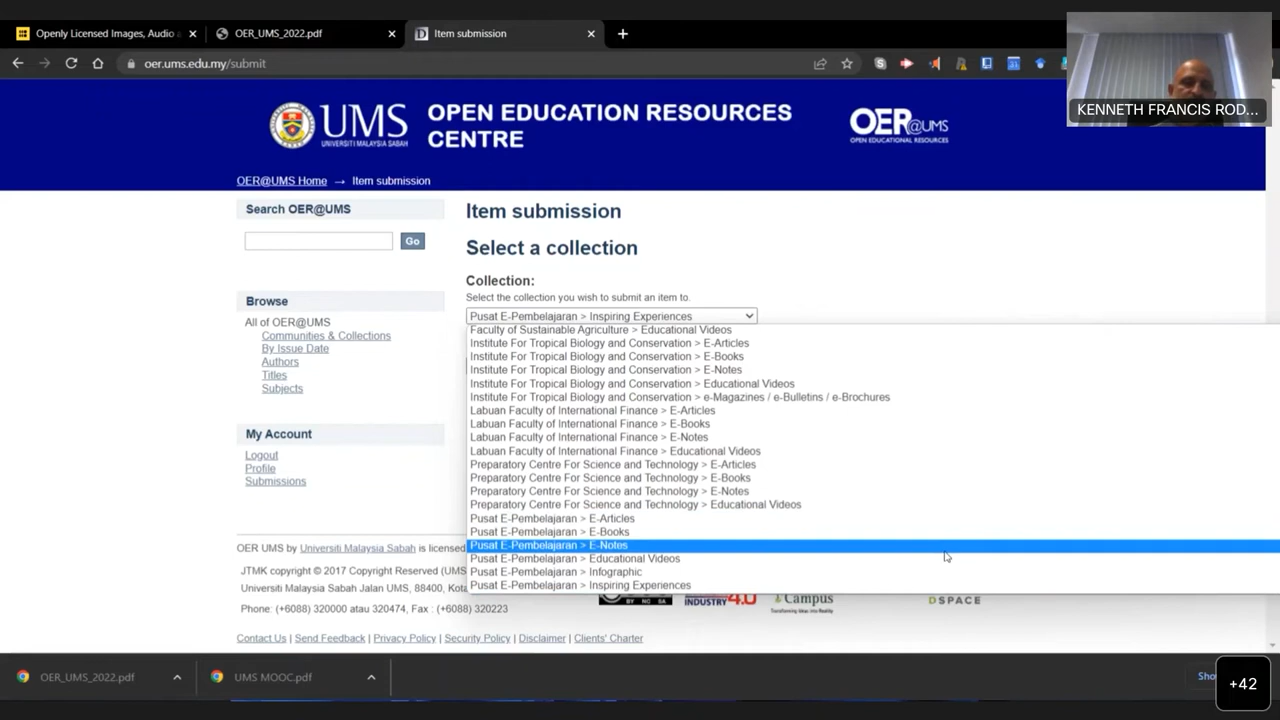 Openly Licensed Images, Audio a
OER_UMS_2022.pdf
Item submission
oer.ums.edu.my/submit
KENNETH FRANCIS ROD...
UMS
UNIVERSITI MALAYSIA SABAH
OPEN EDUCATION RESOURCES
CENTRE
OER@UMS
OPEN EDUCATIONAL RESOURCES
OER@UMS Home → Item submission
Search OER@UMS
Go
Browse
All of OER@UMS
Communities & Collections
By Issue Date
Authors
Titles
Subjects
My Account
Logout
Profile
Submissions
Item submission
Select a collection
Collection:
Select the collection you wish to submit an item to.
Pusat E-Pembelajaran > Inspiring Experiences
Faculty of Sustainable Agriculture > Educational Videos
Institute For Tropical Biology and Conservation > E-Articles
Institute For Tropical Biology and Conservation > E-Books
Institute For Tropical Biology and Conservation > E-Notes
Institute For Tropical Biology and Conservation > Educational Videos
Institute For Tropical Biology and Conservation > e-Magazines / e-Bulletins / e-Brochures
Labuan Faculty of International Finance > E-Articles
Labuan Faculty of International Finance > E-Books
Labuan Faculty of International Finance > E-Notes
Labuan Faculty of International Finance > Educational Videos
Preparatory Centre For Science and Technology > E-Articles
Preparatory Centre For Science and Technology > E-Books
Preparatory Centre For Science and Technology > E-Notes
Preparatory Centre For Science and Technology > Educational Videos
Pusat E-Pembelajaran > E-Articles
Pusat E-Pembelajaran > E-Books
Pusat E-Pembelajaran > E-Notes
Pusat E-Pembelajaran > Educational Videos
Pusat E-Pembelajaran > Infographic
Pusat E-Pembelajaran > Inspiring Experiences
OER UMS by Universiti Malaysia Sabah is licensed
JTMK copyright © 2017 Copyright Reserved (UMS
Universiti Malaysia Sabah Jalan UMS, 88400, Kota
Phone: (+6088) 320000 atau 320474, Fax : (+6088) 320223
BY NC SA
INDUSTRY 4.0
Campus
DSPACE
Contact Us | Send Feedback | Privacy Policy | Security Policy | Disclaimer | Clients' Charter
OER_UMS_2022.pdf
UMS MOOC.pdf
Sho
+42